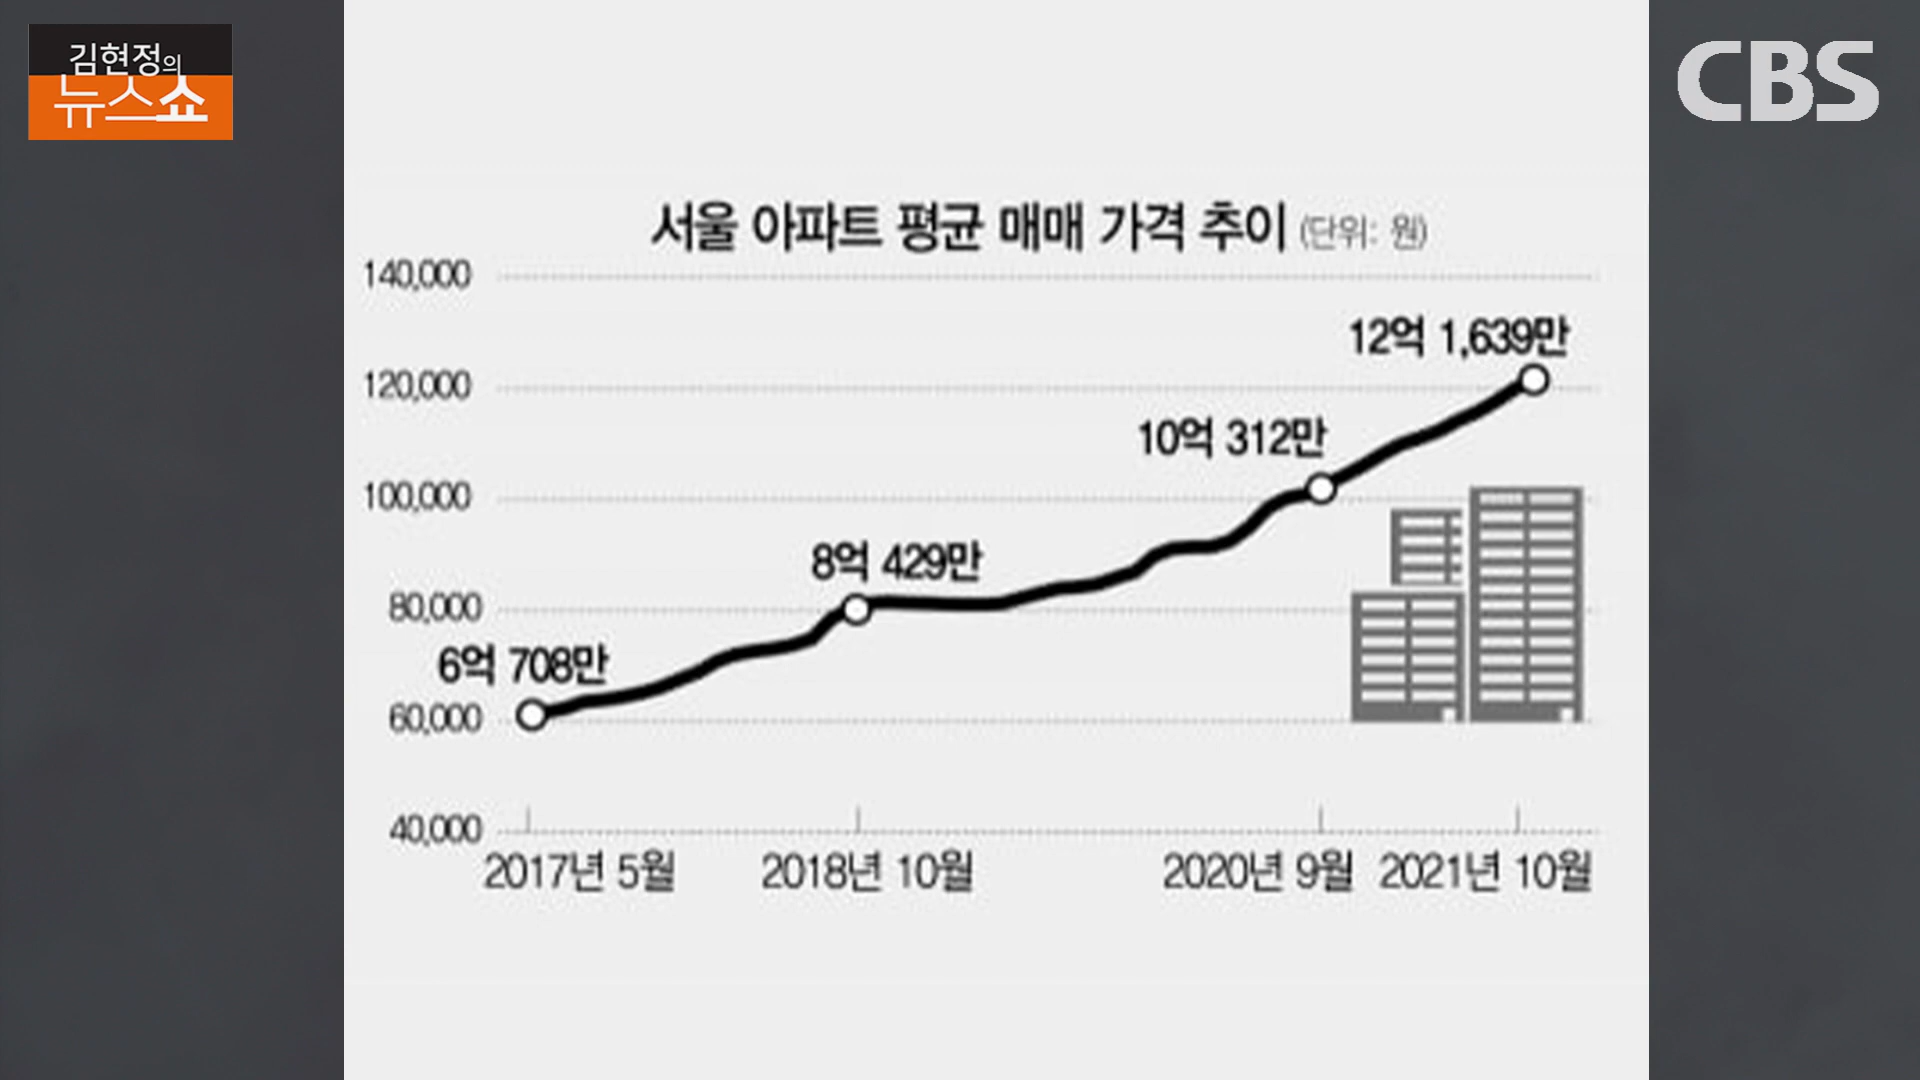 김현정의
뉴스쇼
CBS
서울 아파트 평균 매매 가격 추이 (단위: 원)
140,000
12억 1,639만
120,000
10억 312만
100,000
8억 429만
80,000
6억 708만
60,000
40,000
2017년 5월 2018년 10월 2020년 9월 2021년 10월